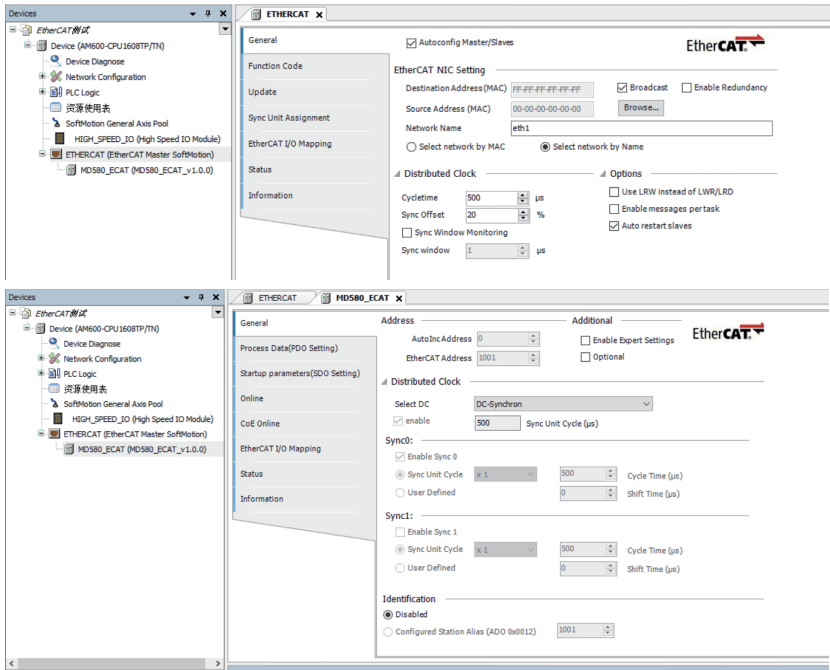 Devices
EtherCAT测试
Device (AM600-CPU1608TP/TN)
Device Diagnose
Network Configuration
PLC Logic
资源使用表
SoftMotion General Axis Pool
HIGH_SPEED_IO (High Speed IO Module)
ETHERCAT (EtherCAT Master SoftMotion)
MD580_ECAT (MD580_ECAT_v1.0.0)
ETHERCAT
General
Function Code
Update
Sync Unit Assignment
EtherCAT I/O Mapping
Status
Information
Autoconfig Master/Slaves
EtherCAT
EtherCAT NIC Setting
Destination Address(MAC) FF-FF-FF-FF-FF-FF Broadcast Enable Redundancy
Source Address (MAC) 00-00-00-00-00-00 Browse...
Network Name eth1
Select network by MAC Select network by Name
Distributed Clock Options
Cycletime 500 µs Use LRW instead of LWR/LRD
Sync Offset 20 % Enable messages per task
Sync Window Monitoring Auto restart slaves
Sync window 1 µs
Devices
EtherCAT测试
Device (AM600-CPU1608TP/TN)
Device Diagnose
Network Configuration
PLC Logic
资源使用表
SoftMotion General Axis Pool
HIGH_SPEED_IO (High Speed IO Module)
ETHERCAT (EtherCAT Master SoftMotion)
MD580_ECAT (MD580_ECAT_v1.0.0)
ETHERCAT MD580_ECAT
General
Process Data(PDO Setting)
Startup parameters(SDO Setting)
Online
CoE Online
EtherCAT I/O Mapping
Status
Information
Address Additional
AutoInc Address 0 Enable Expert Settings
EtherCAT Address 1001 Optional
EtherCAT
Distributed Clock
Select DC DC-Synchron
enable 500 Sync Unit Cycle (µs)
Sync0:
Enable Sync 0
Sync Unit Cycle x 1 500 Cycle Time (µs)
User Defined 0 Shift Time (µs)
Sync1:
Enable Sync 1
Sync Unit Cycle x 1 500 Cycle Time (µs)
User Defined 0 Shift Time (µs)
Identification
Disabled
Configured Station Alias (ADO 0x0012) 1001